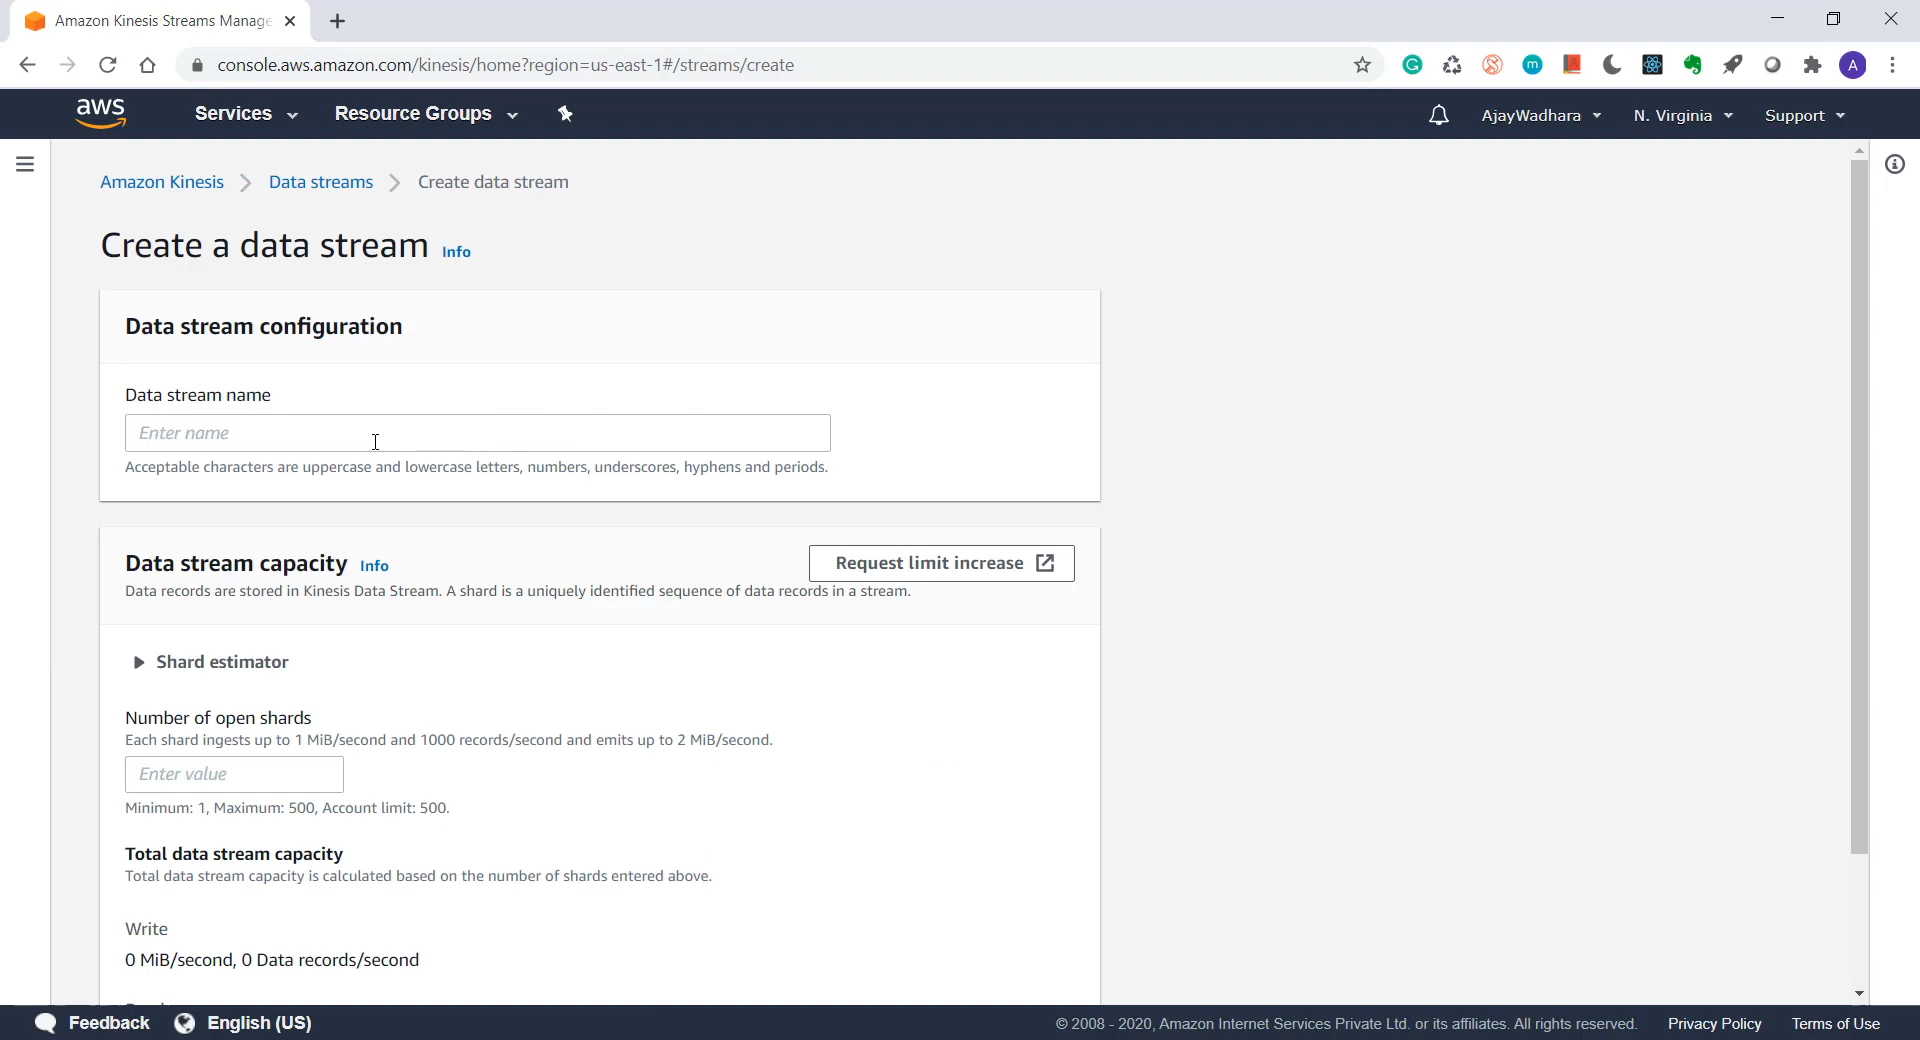 Amazon Kinesis Streams Manage
console.aws.amazon.com/kinesis/home?region=us-east-1#/streams/create
m
A
aws
Services
Resource Groups
AjayWadhara
N. Virginia
Support
Amazon Kinesis
Data streams
Create data stream
Create a data stream Info
Data stream configuration
Data stream name
Enter name
Acceptable characters are uppercase and lowercase letters, numbers, underscores, hyphens and periods.
Data stream capacity Info
Request limit increase
Data records are stored in Kinesis Data Stream. A shard is a uniquely identified sequence of data records in a stream.
Shard estimator
Number of open shards
Each shard ingests up to 1 MiB/second and 1000 records/second and emits up to 2 MiB/second.
Enter value
Minimum: 1, Maximum: 500, Account limit: 500.
Total data stream capacity
Total data stream capacity is calculated based on the number of shards entered above.
Write
0 MiB/second, 0 Data records/second
Feedback
English (US)
© 2008 - 2020, Amazon Internet Services Private Ltd. or its affiliates. All rights reserved.
Privacy Policy
Terms of Use